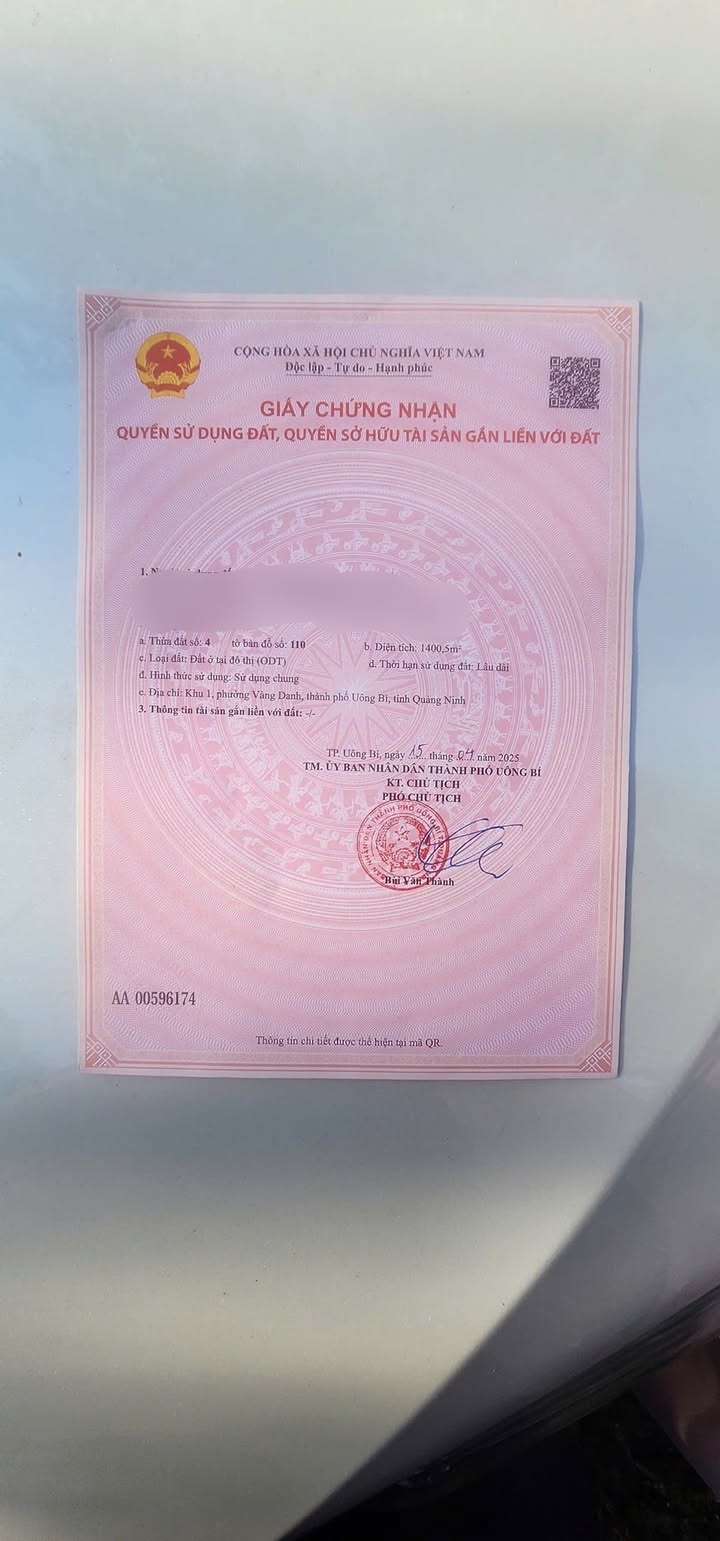 CỘNG HÒA XÃ HỘI CHỦ NGHĨA VIỆT NAM
Độc lập - Tự do - Hạnh phúc
GIẤY CHỨNG NHẬN
QUYỀN SỬ DỤNG ĐẤT, QUYỀN SỞ HỮU TÀI SẢN GẮN LIỀN VỚI ĐẤT
1.
a. Thửa đất số: 4 tờ bản đồ số: 110 b. Diện tích: 1400,5m²
c. Loại đất: Đất ở tại đô thị (ODT) d. Thời hạn sử dụng đất: Lâu dài
đ. Hình thức sử dụng: Sử dụng chung
e. Địa chỉ: Khu 1, phường Vàng Danh, thành phố Uông Bí, tỉnh Quảng Ninh
3. Thông tin tài sản gắn liền với đất: -/-
TP. Uông Bí, ngày 15 tháng 04 năm 2025
TM. ỦY BAN NHÂN DÂN THÀNH PHỐ UÔNG BÍ
KT. CHỦ TỊCH
PHÓ CHỦ TỊCH
Bùi Văn Thành
AA 00596174
Thông tin chi tiết được thể hiện tại mã QR.